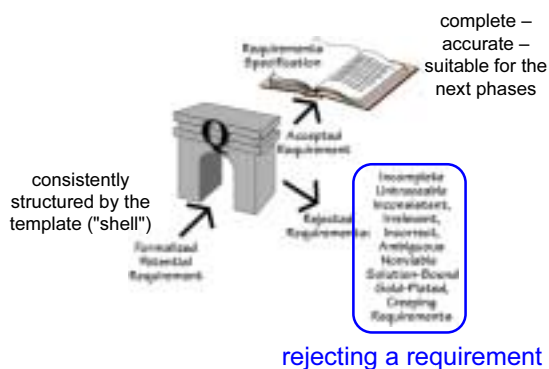 complete –
accurate –
suitable for the
next phases
Requirements
Specification
Q
Accepted
Requirement
consistently
structured by the
template ("shell")
Formalized
Potential
Requirement
Rejected
Requirements:
Incomplete
Untraceable
Inconsistent,
Irrelevant,
Incorrect,
Ambiguous
Nonviable
Solution-Bound
Gold-Plated,
Creeping
Requirements
rejecting a requirement